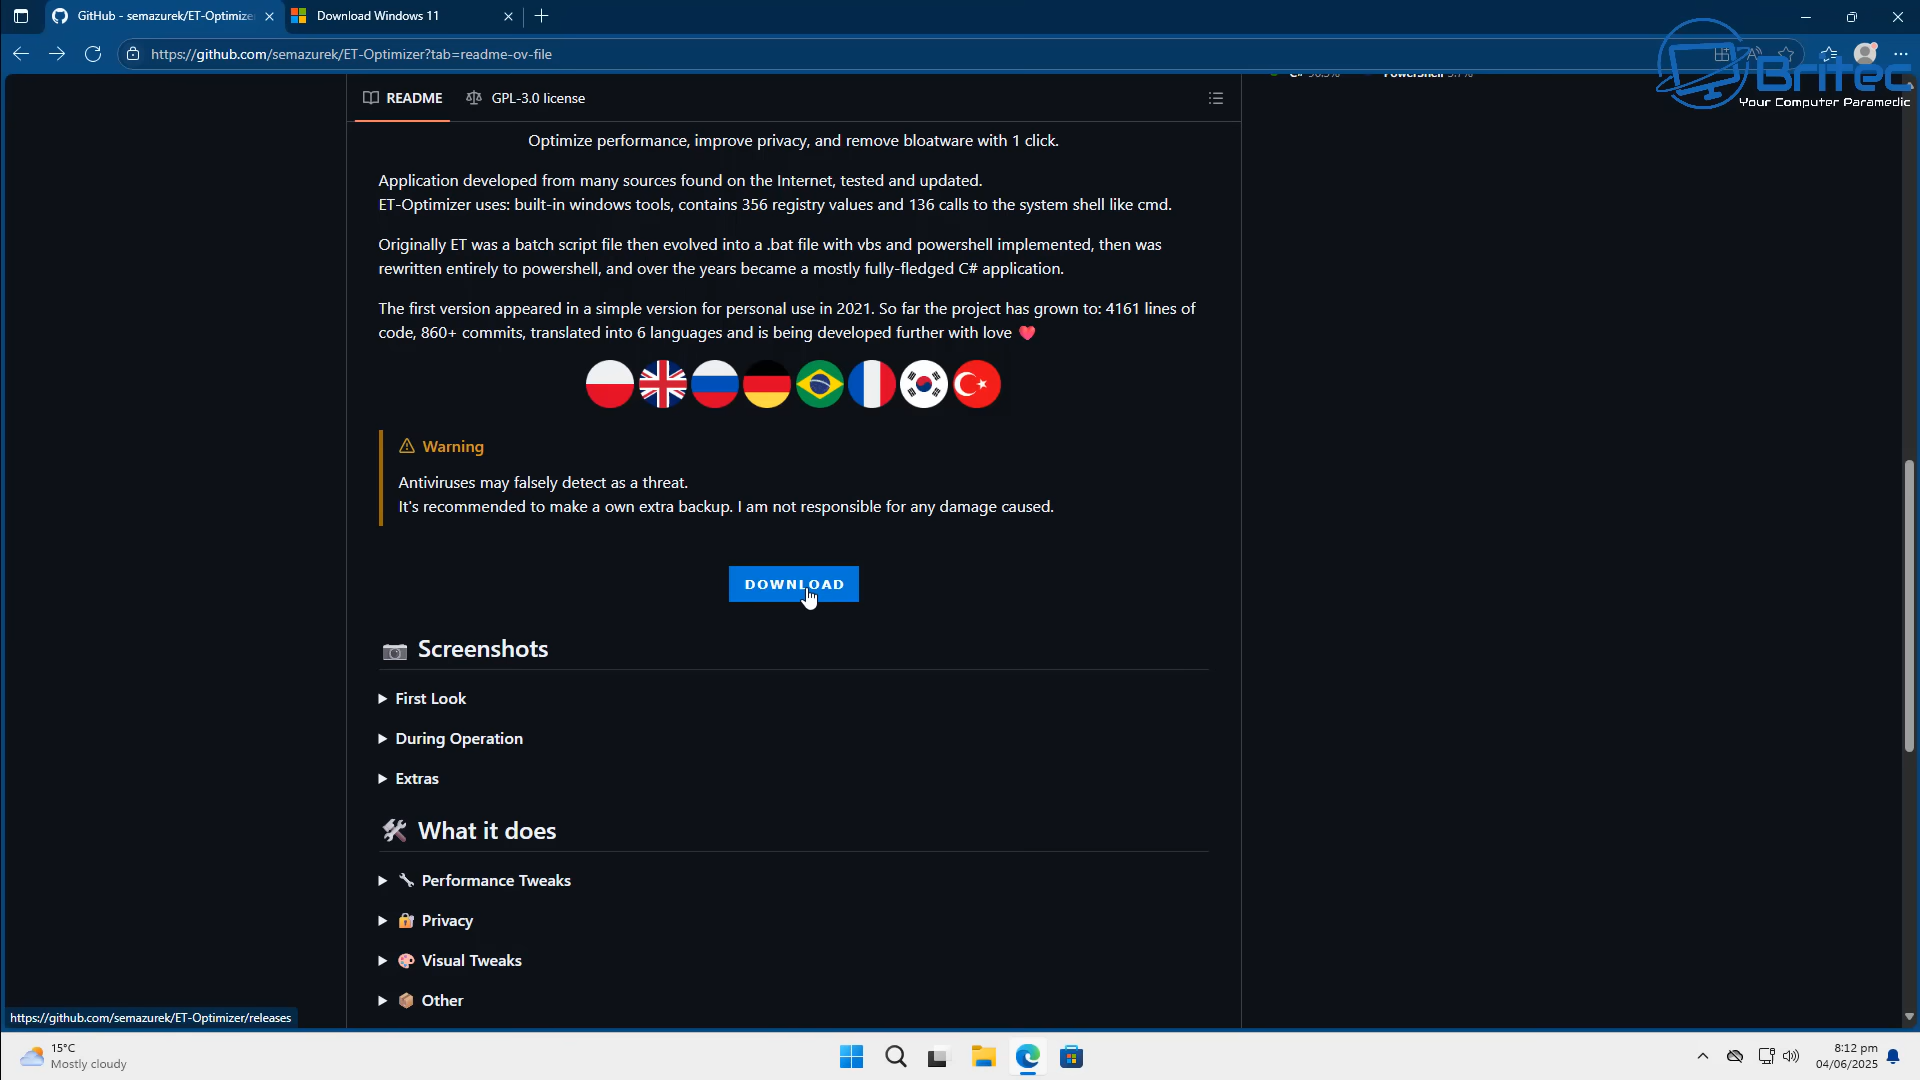 GitHub - semazurek/ET-Optimize
Download Windows 11
https://github.com/semazurek/ET-Optimizer?tab=readme-ov-file
Britec
Your Computer Paramedic
README
GPL-3.0 license
Optimize performance, improve privacy, and remove bloatware with 1 click.
Application developed from many sources found on the Internet, tested and updated.
ET-Optimizer uses: built-in windows tools, contains 356 registry values and 136 calls to the system shell like cmd.
Originally ET was a batch script file then evolved into a .bat file with vbs and powershell implemented, then was
rewritten entirely to powershell, and over the years became a mostly fully-fledged C# application.
The first version appeared in a simple version for personal use in 2021. So far the project has grown to: 4161 lines of
code, 860+ commits, translated into 6 languages and is being developed further with love
Warning
Antiviruses may falsely detect as a threat.
It's recommended to make a own extra backup. I am not responsible for any damage caused.
DOWNLOAD
Screenshots
First Look
During Operation
Extras
What it does
Performance Tweaks
Privacy
Visual Tweaks
Other
https://github.com/semazurek/ET-Optimizer/releases
15°C
Mostly cloudy
8:12 pm
04/06/2025